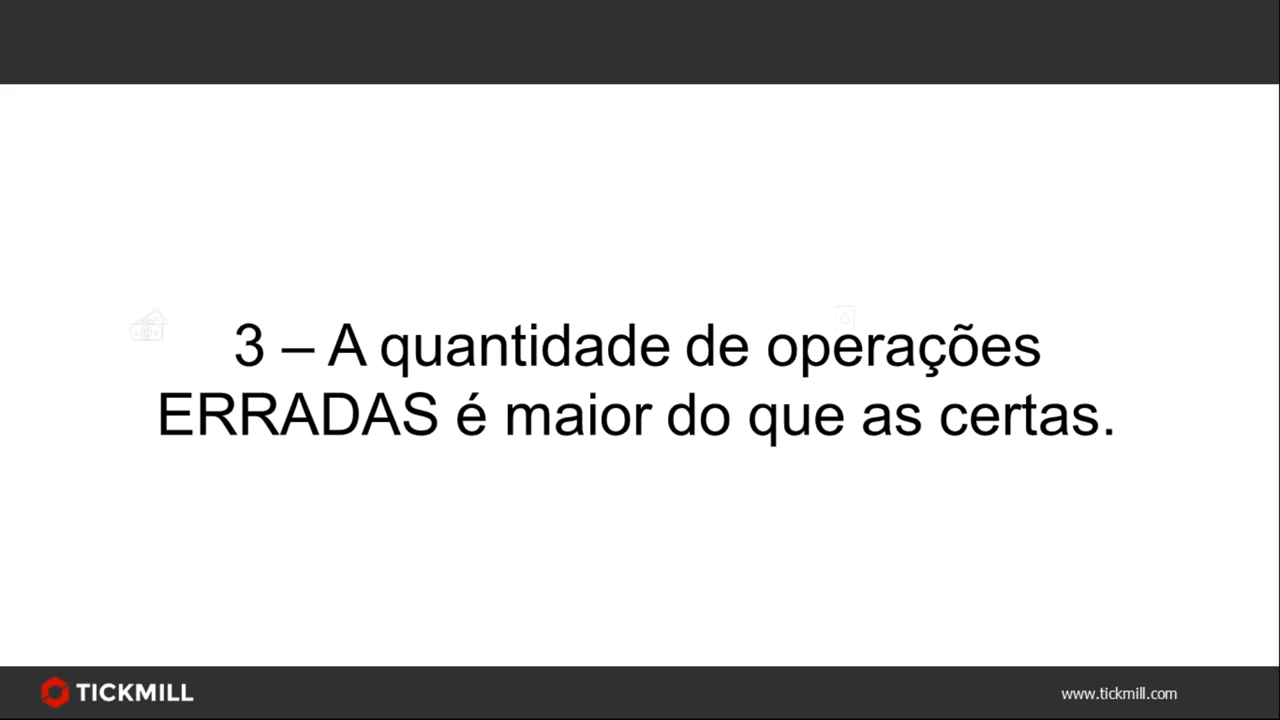 3 – A quantidade de operações
ERRADAS é maior do que as certas.
TICKMILL
www.tickmill.com